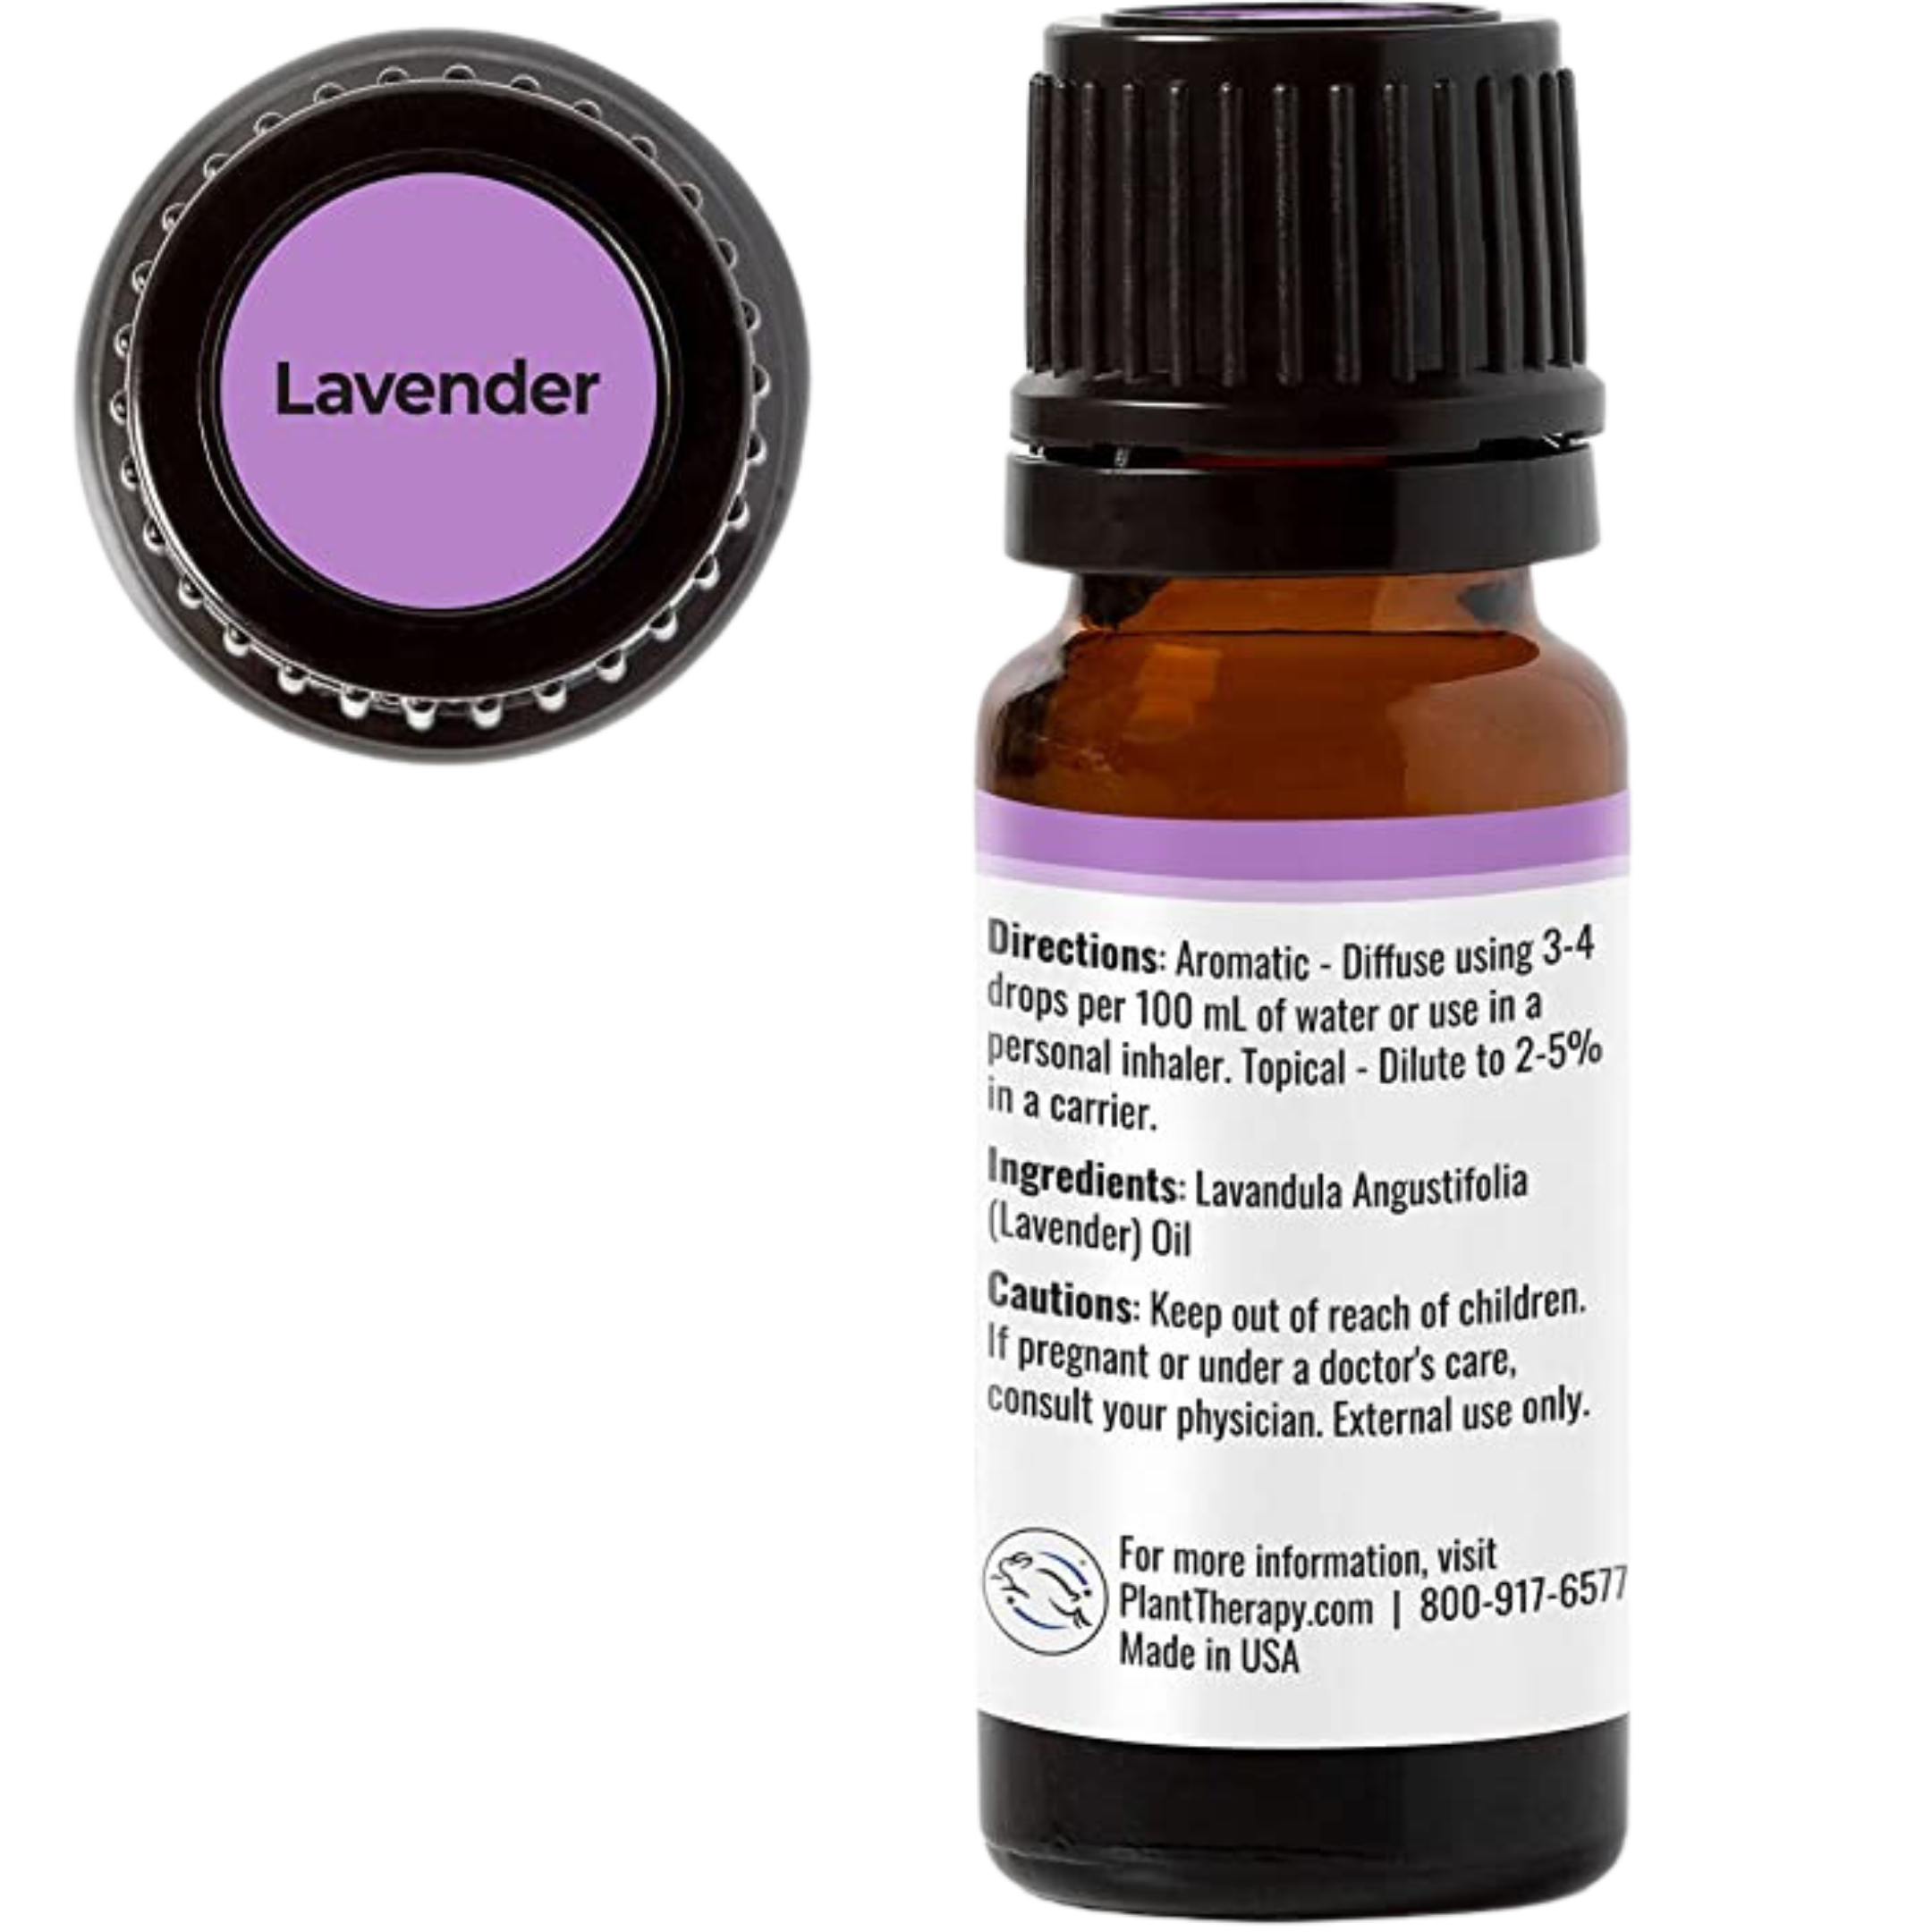 Lavender
Directions: Aromatic - Diffuse using 3-4
drops per 100 mL of water or use in a
personal inhaler. Topical - Dilute to 2-5%
in a carrier.
Ingredients: Lavandula Angustifolia
(Lavender) Oil
Cautions: Keep out of reach of children.
If pregnant or under a doctor's care,
consult your physician. External use only.
For more information, visit
PlantTherapy.com | 800-917-6577
Made in USA